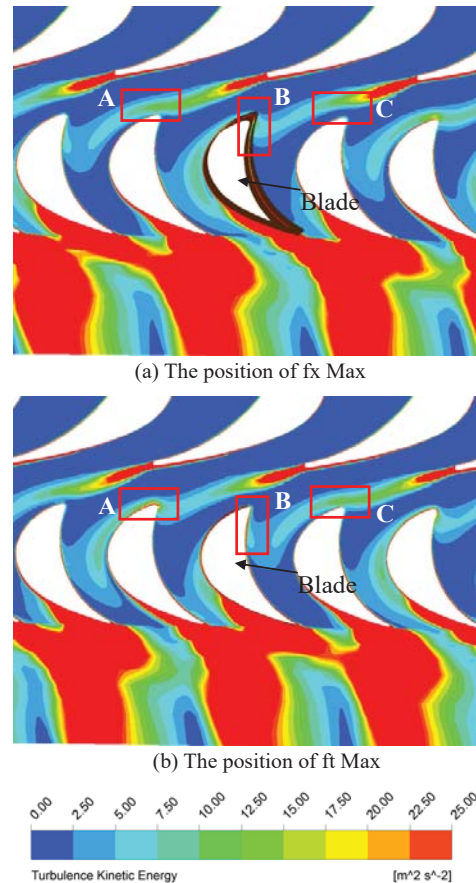 A
B
C
Blade
(a) The position of fx Max
A
B
C
Blade
(b) The position of ft Max
0.00
2.50
5.00
7.50
10.00
12.50
15.00
17.50
20.00
22.50
25.00
Turbulence Kinetic Energy [m^2 s^-2]